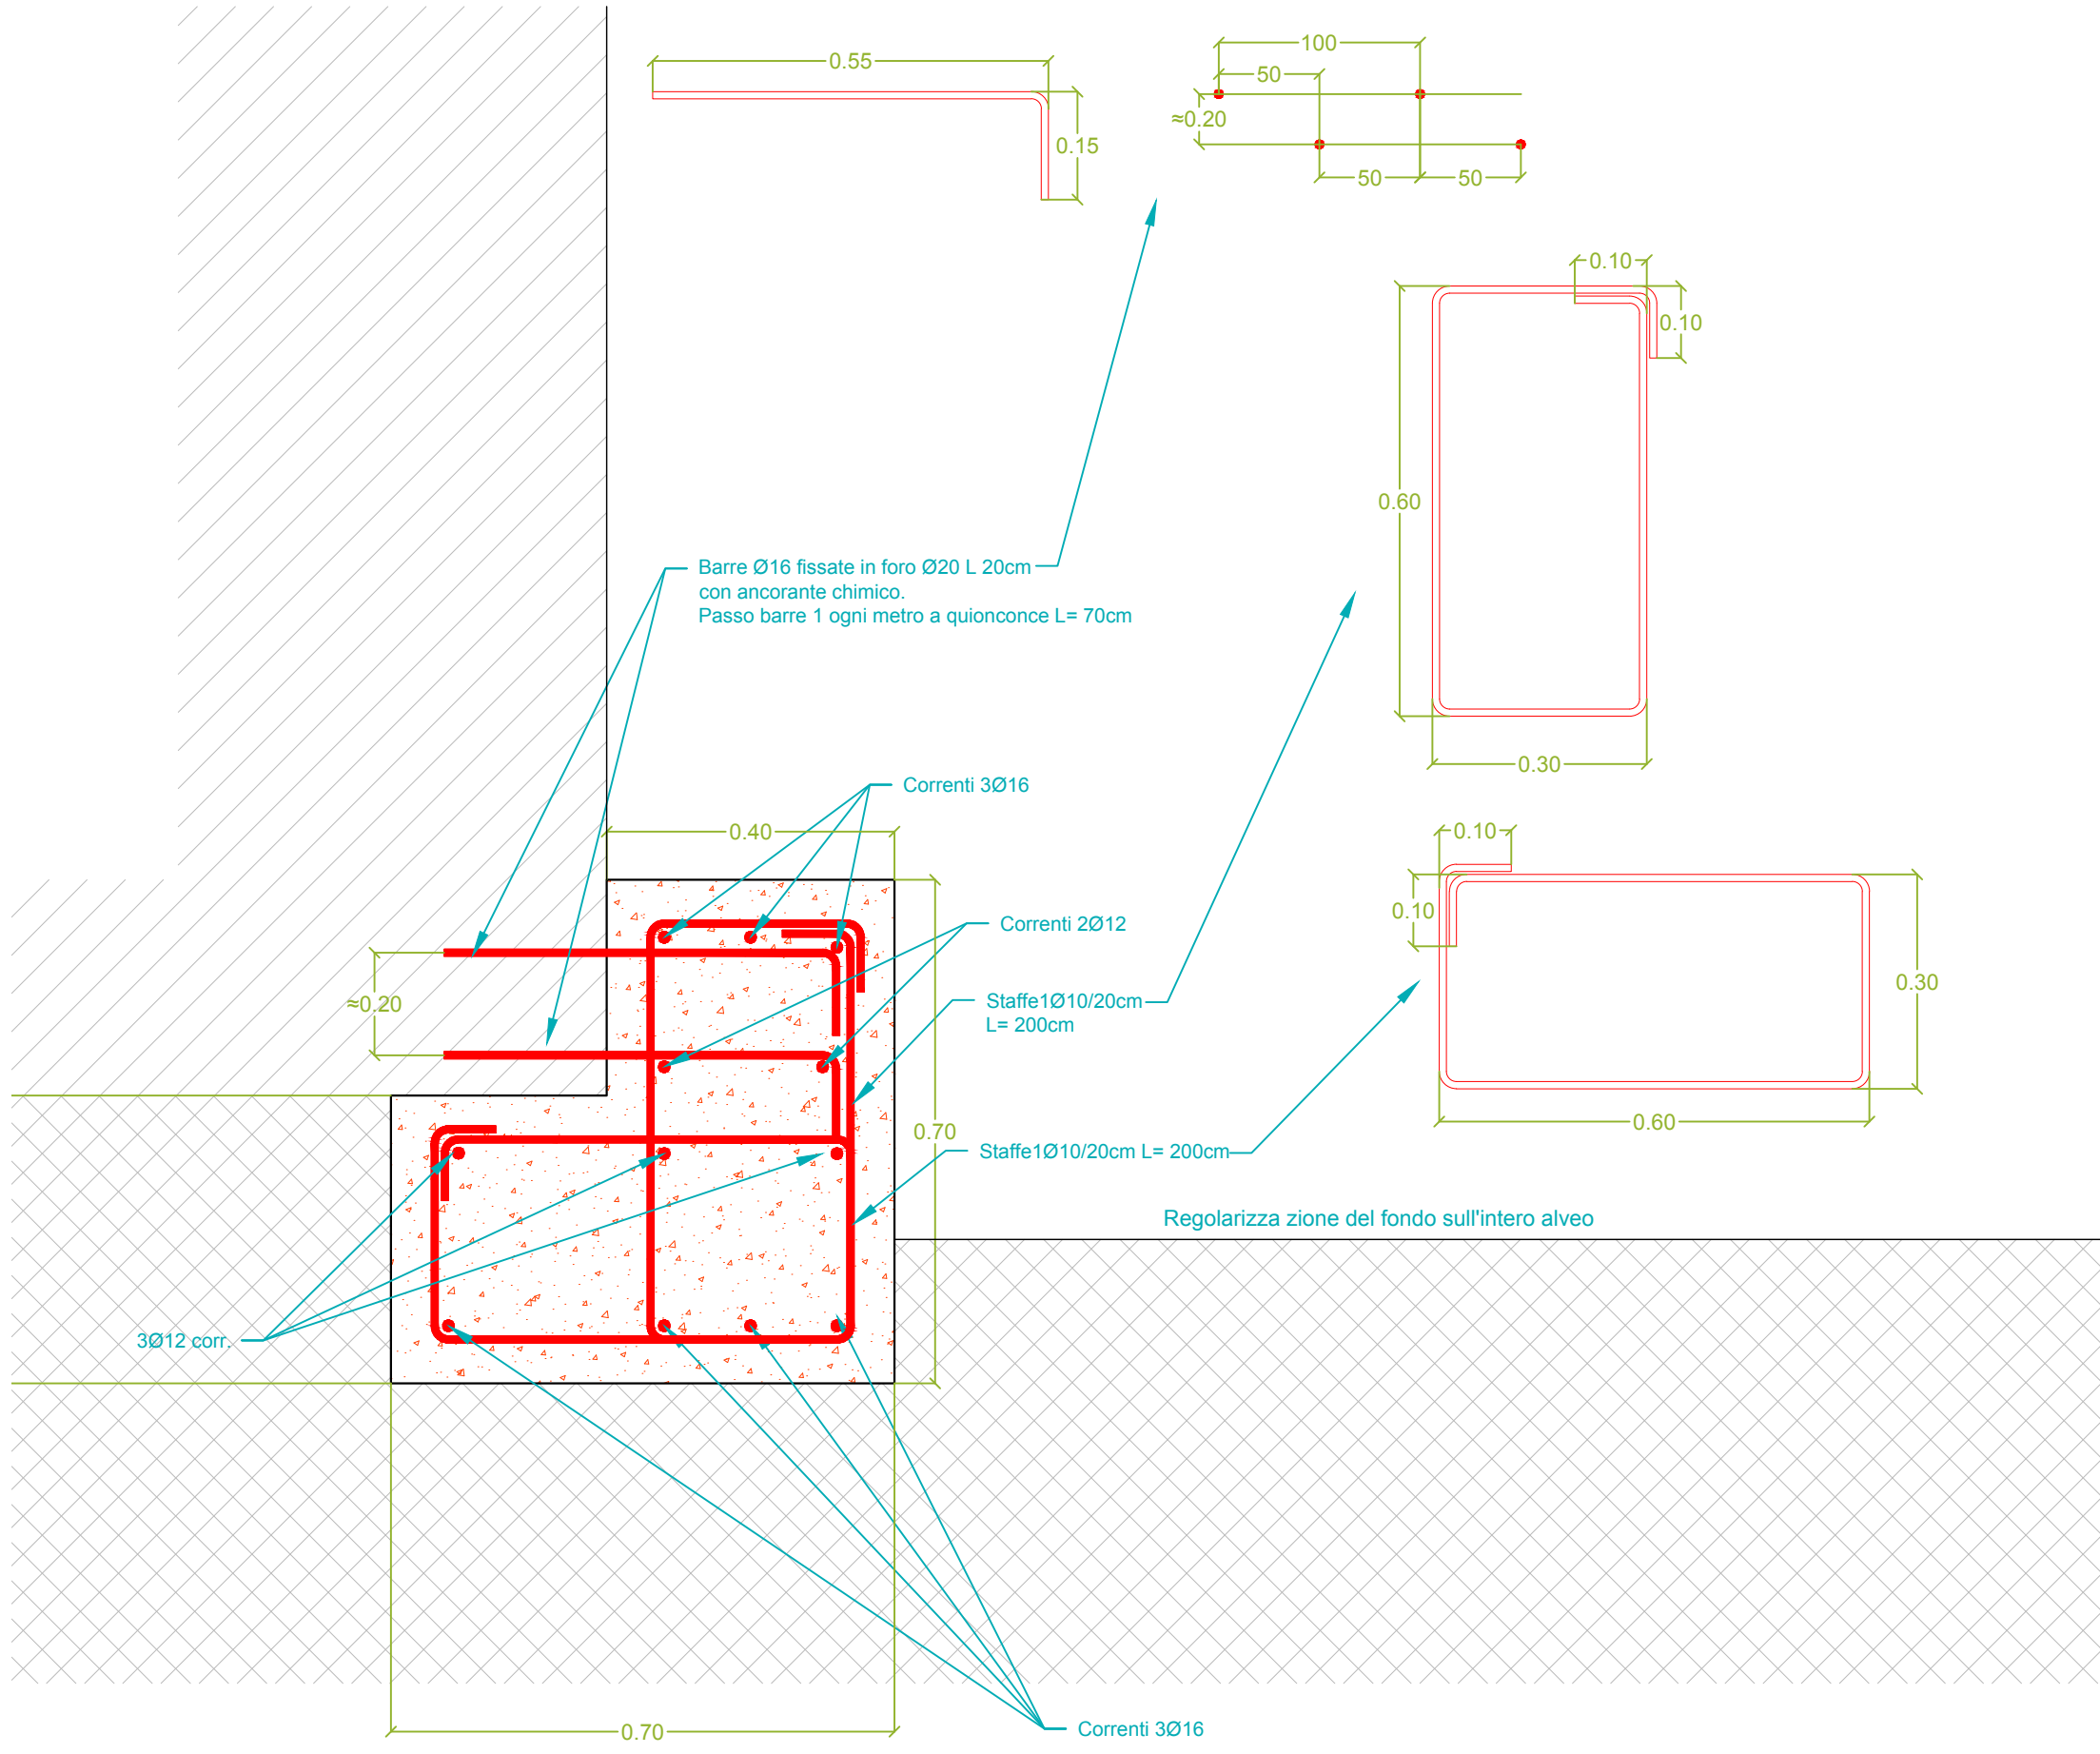 0.55
100
50
≈0.20
0.15
50
50
0.10
0.10
0.60
Barre Ø16 fissate in foro Ø20 L 20cm
con ancorante chimico.
Passo barre 1 ogni metro a quionconce L= 70cm
0.30
Correnti 3Ø16
0.40
0.10
0.10
Correnti 2Ø12
0.30
≈0.20
Staffe1Ø10/20cm
L= 200cm
0.60
0.70
Staffe1Ø10/20cm L= 200cm
Regolarizza zione del fondo sull'intero alveo
3Ø12 corr.
0.70
Correnti 3Ø16